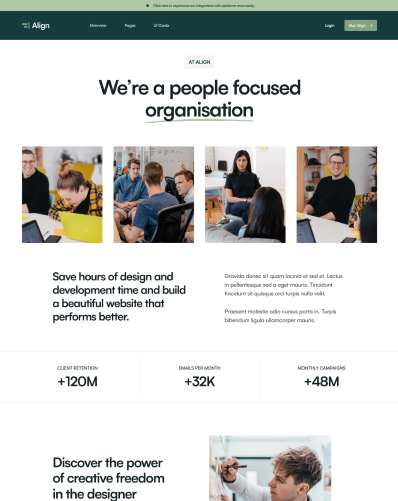 Click here to experience our integrations with platforms more easily.
Align
Overview
Pages
UI Cards
Login
Buy Align
AT ALIGN
We're a people focused
organisation
Save hours of design and
development time and build
a beautiful website that
performs better.
Gravida donec sit quam lacinia et sed et. Lectus
in pellentesque sed a eget mauris. Tincidunt
tincidunt sit quisque orci turpis nulla velit.
Praesent molestie odio cursus porta in. Turpis
bibendum ligula ullamcorper mauris.
CLIENT RETENTION
+120M
EMAILS PER MONTH
+32K
MONTHLY CAMPAIGNS
+48M
Discover the power
of creative freedom
in the designer